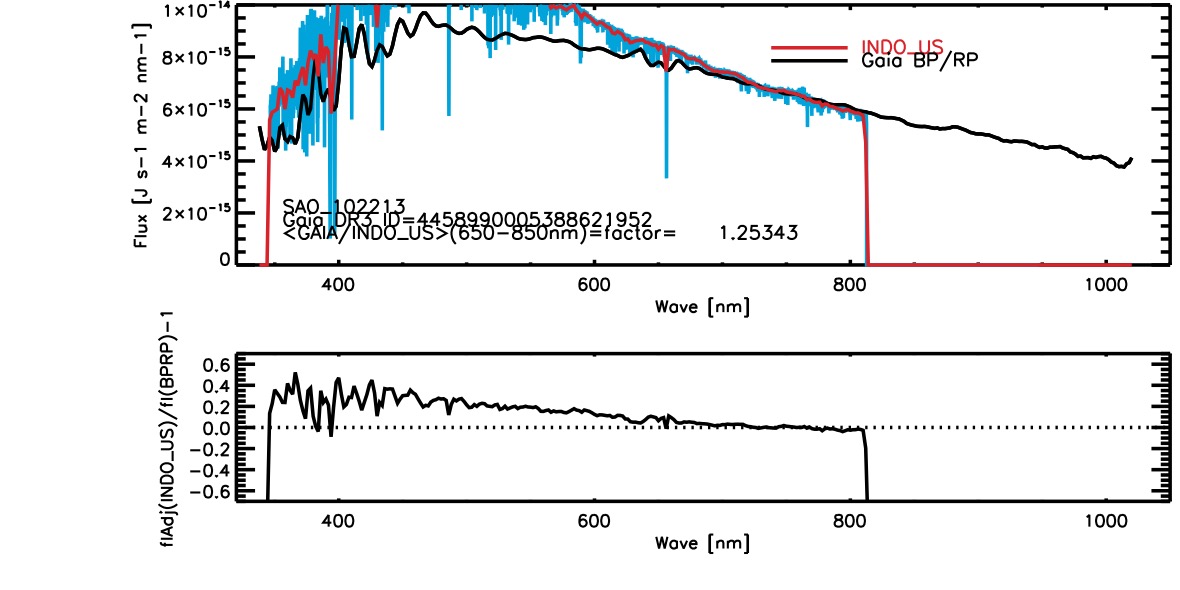 1×10-14
8×10-15
6×10-15
4×10-15
2×10-15
0
Flux [J s-1 m-2 nm-1]
INDO_US
Gaia BP/RP
SAO_102213
Gaia DR3 ID=4458990005388621952
<GAIA/INDO_US>(650-850nm)=factor= 1.25343
400 600 800 1000
Wave [nm]
flAdj(INDO_US)/fl(BPRP)-1
0.6
0.4
0.2
0.0
-0.2
-0.4
-0.6
400 600 800 1000
Wave [nm]